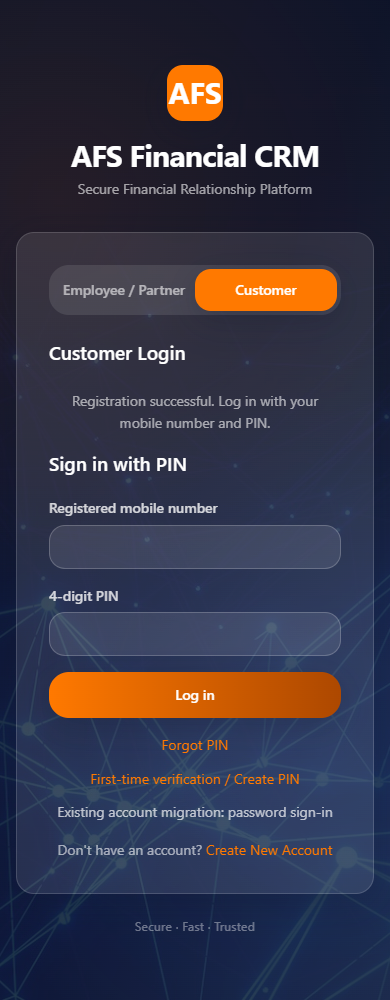 AFS
AFS Financial CRM
Secure Financial Relationship Platform
Employee / Partner
Customer
Customer Login
Registration successful. Log in with your
mobile number and PIN.
Sign in with PIN
Registered mobile number
4-digit PIN
Log in
Forgot PIN
First-time verification / Create PIN
Existing account migration: password sign-in
Don't have an account? Create New Account
Secure · Fast · Trusted